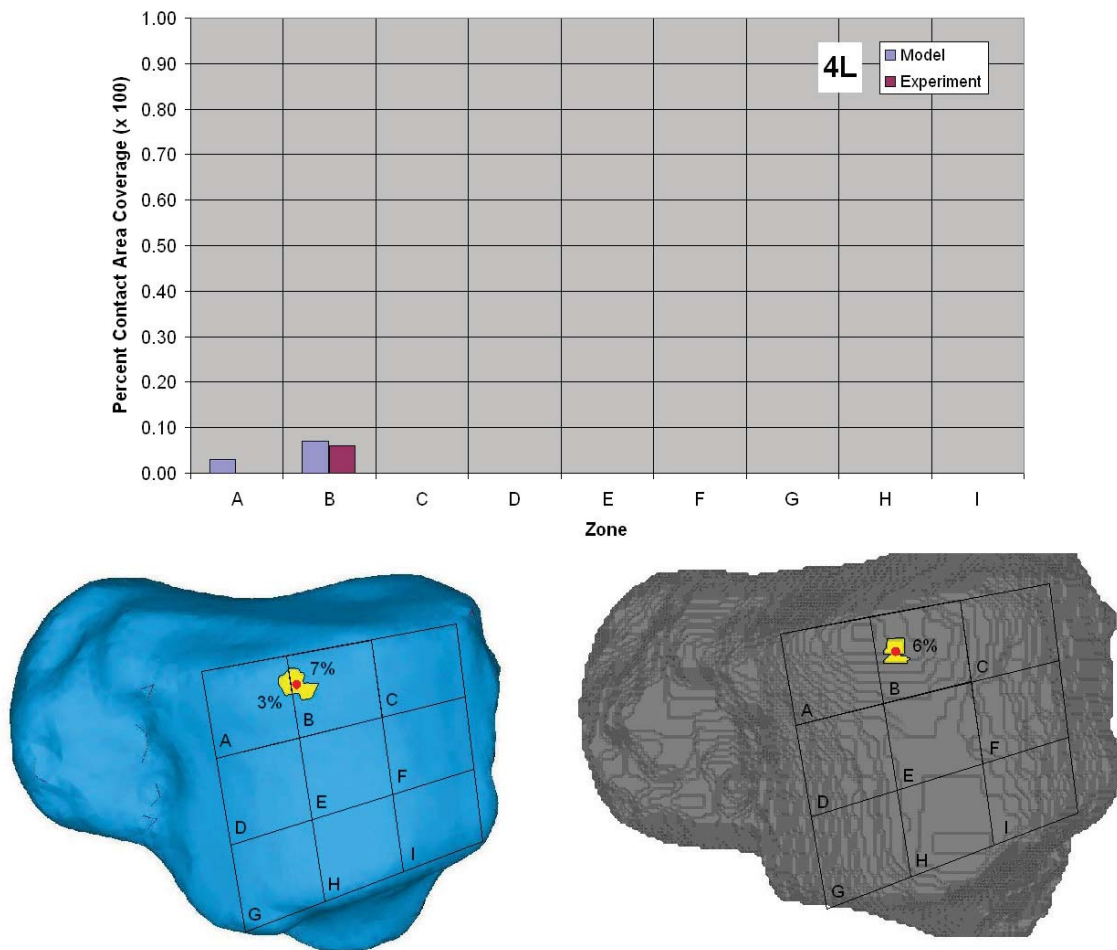 1.00
0.90
0.80
0.70
0.60
0.50
0.40
0.30
0.20
0.10
0.00
Percent Contact Area Coverage (x 100)
4L
Model
Experiment
A B C D E F G H I
Zone
7%
3%
B
C
A
F
E
D
I
H
G
6%
C
B
A
F
E
D
I
H
G